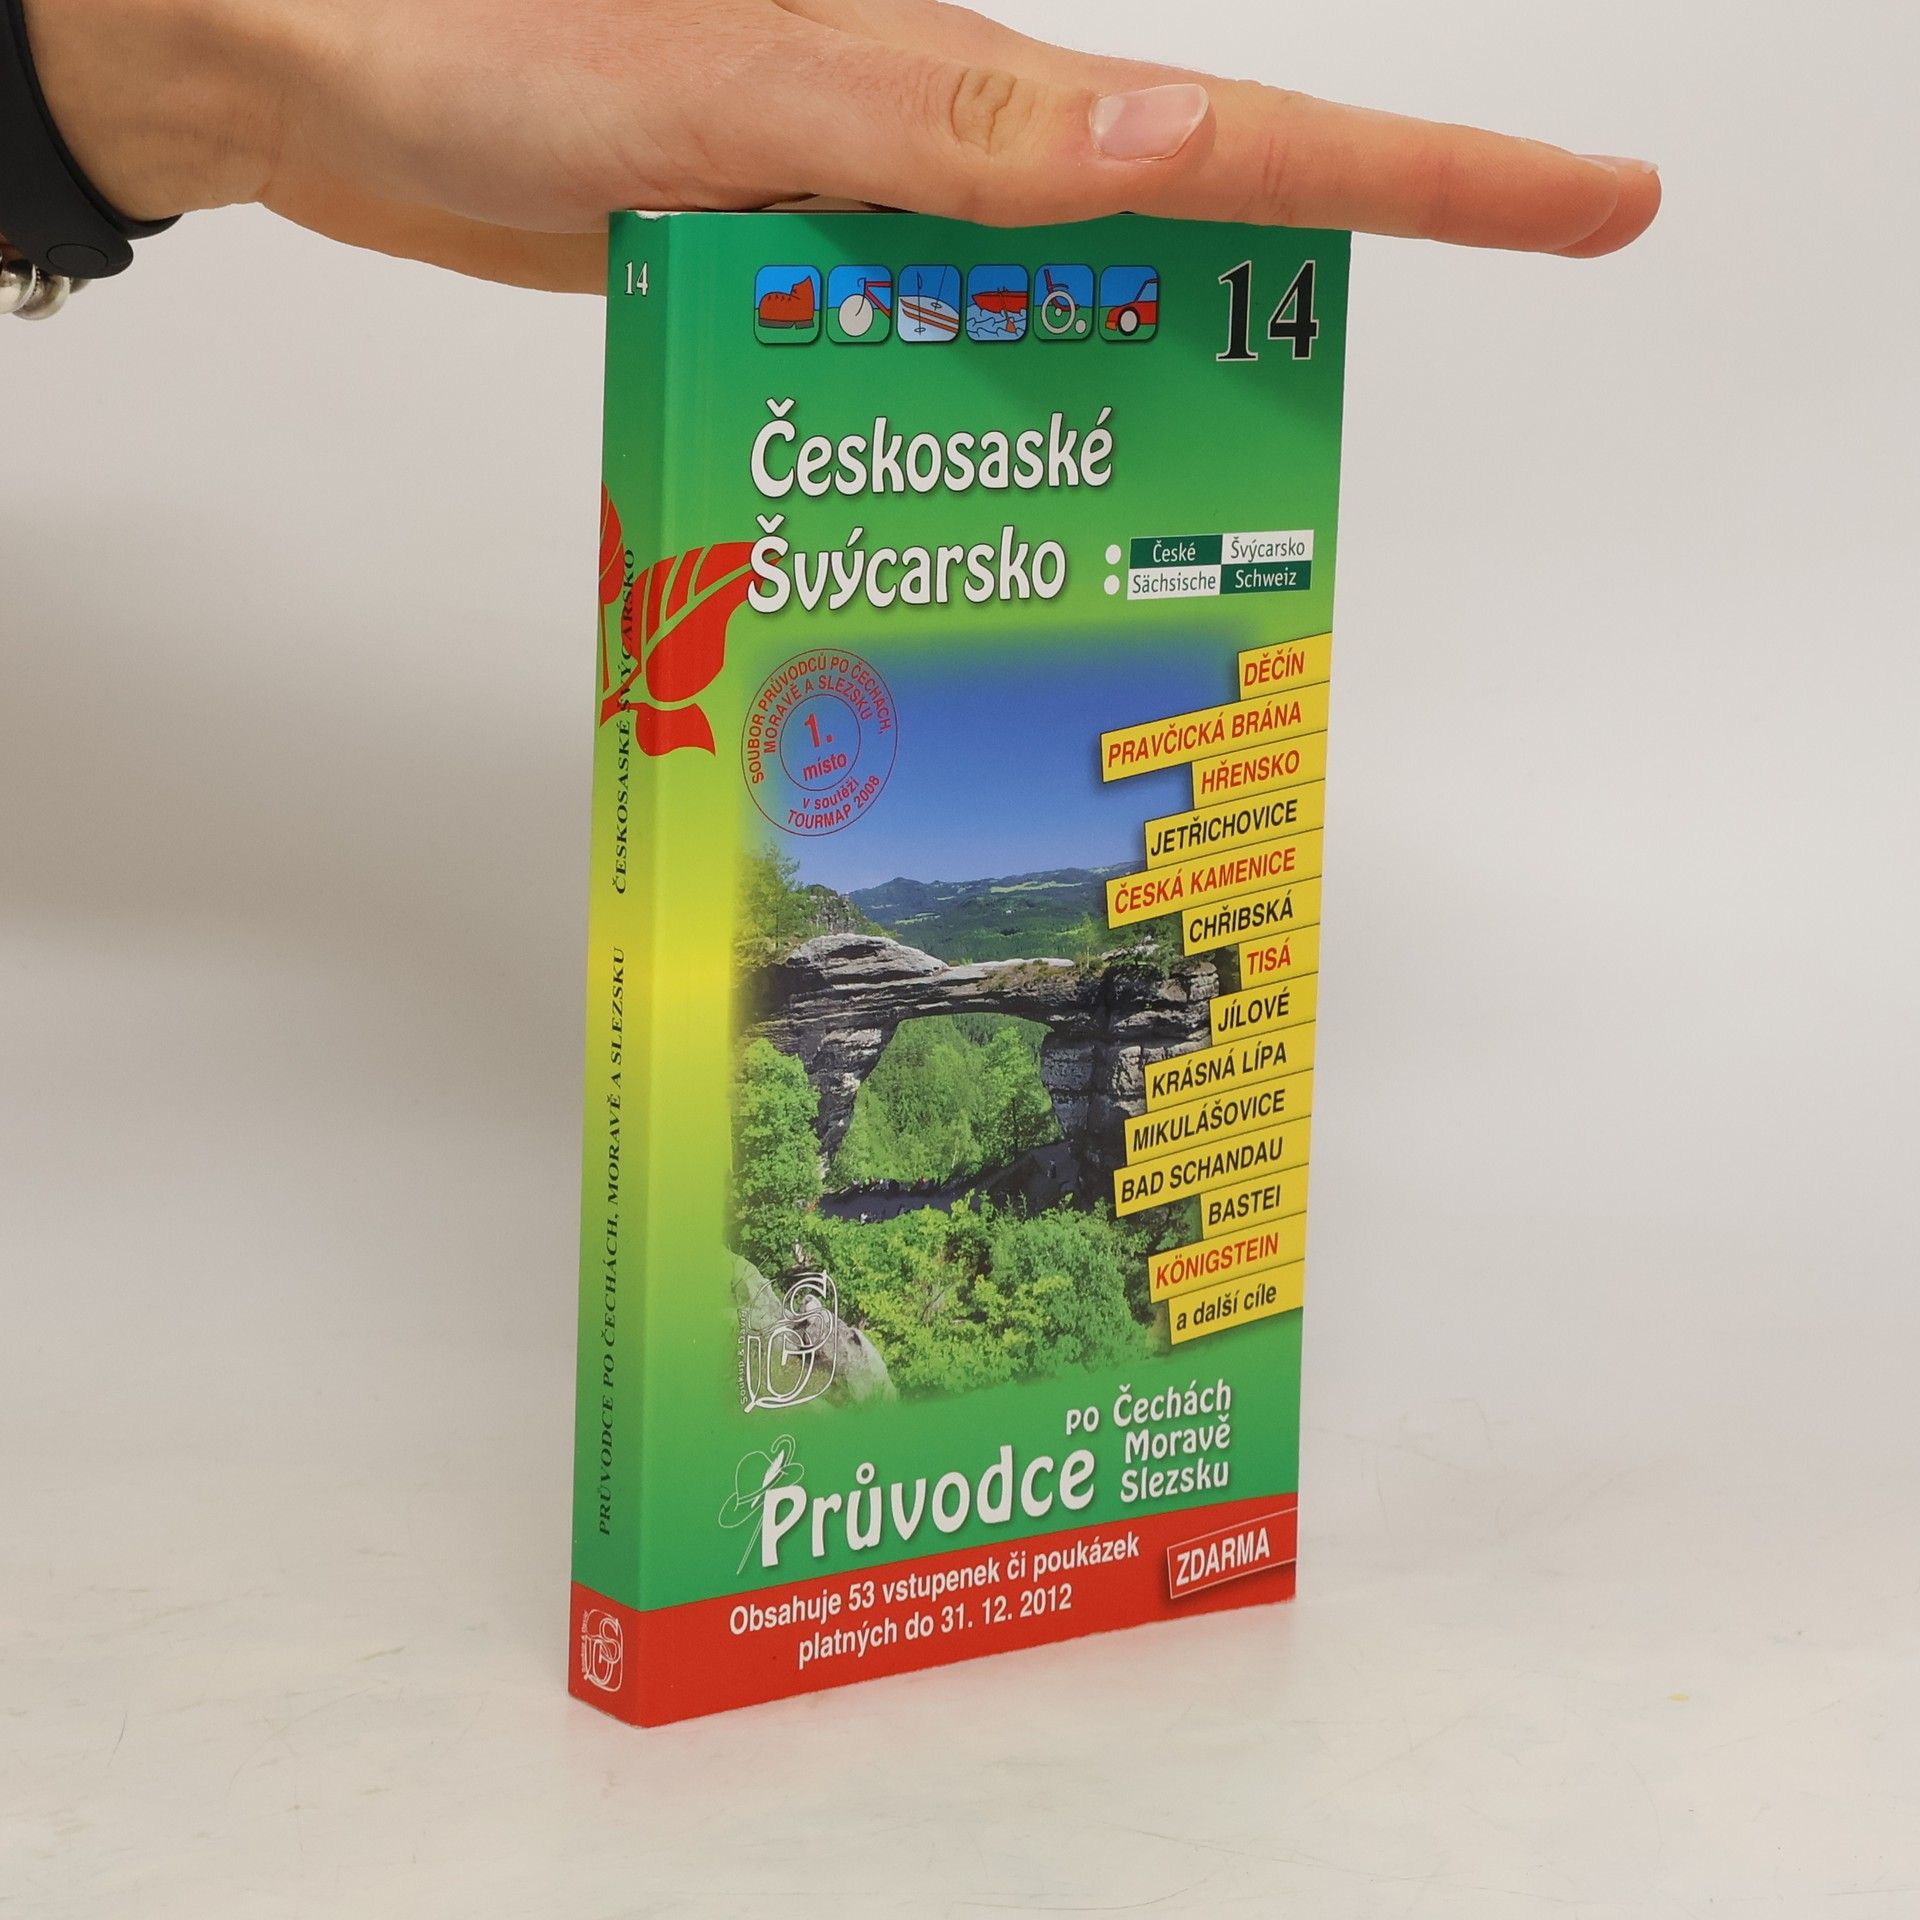 14
14
Českosaské
Švýcarsko
České Švýcarsko
Sächsische Schweiz
SOUBOR PRŮVODCŮ PO ČECHÁCH,
MORAVĚ A SLEZSKU
1.
místo
v soutěži
TOURMAP 2008
DĚČÍN
PRAVČICKÁ BRÁNA
HŘENSKO
JETŘICHOVICE
ČESKÁ KAMENICE
CHŘIBSKÁ
TISÁ
JÍLOVÉ
KRÁSNÁ LÍPA
MIKULÁŠOVICE
BAD SCHANDAU
BASTEI
KÖNIGSTEIN
a další cíle
Soukup & David
Průvodce po Čechách
Moravě
Slezsku
Obsahuje 53 vstupenek či poukázek
platných do 31. 12. 2012
ZDARMA
PRŮVODCE PO ČECHÁCH, MORAVĚ A SLEZSKU ČESKOSASKÉ ŠVÝCARSKO